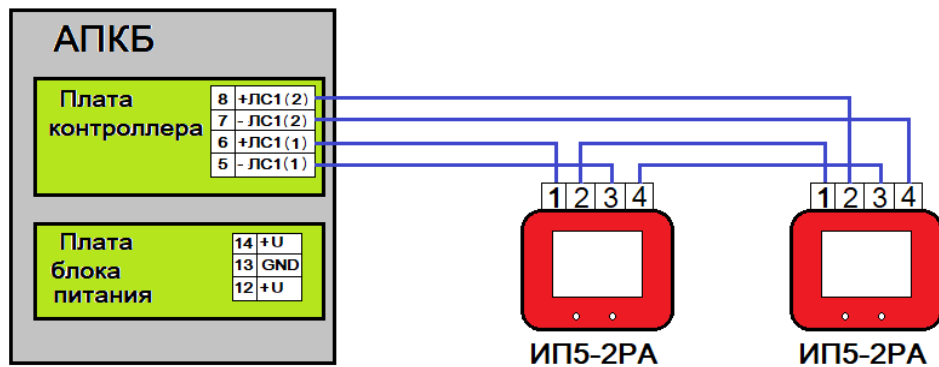 АПКБ
Плата
контроллера
8 +ЛС1(2)
7 - ЛС1(2)
6 +ЛС1(1)
5 - ЛС1(1)
Плата
блока
питания
14 +U
13 GND
12 +U
1 2 3 4
1 2 3 4
ИП5-2РА
ИП5-2РА